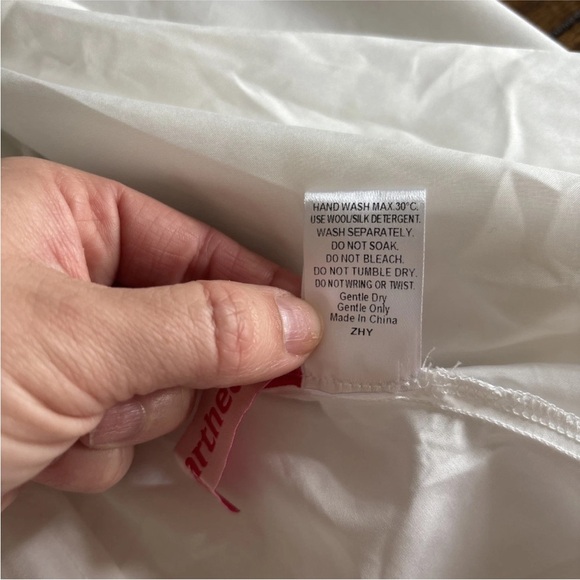 HAND WASH MAX 30°C.
USE WOOL/SILK DETERGENT.
WASH SEPARATELY.
DO NOT SOAK.
DO NOT BLEACH.
DO NOT TUMBLE DRY.
DO NOT WRING OR TWIST.
Gentle Dry
Gentle Only
Made In China
ZHY